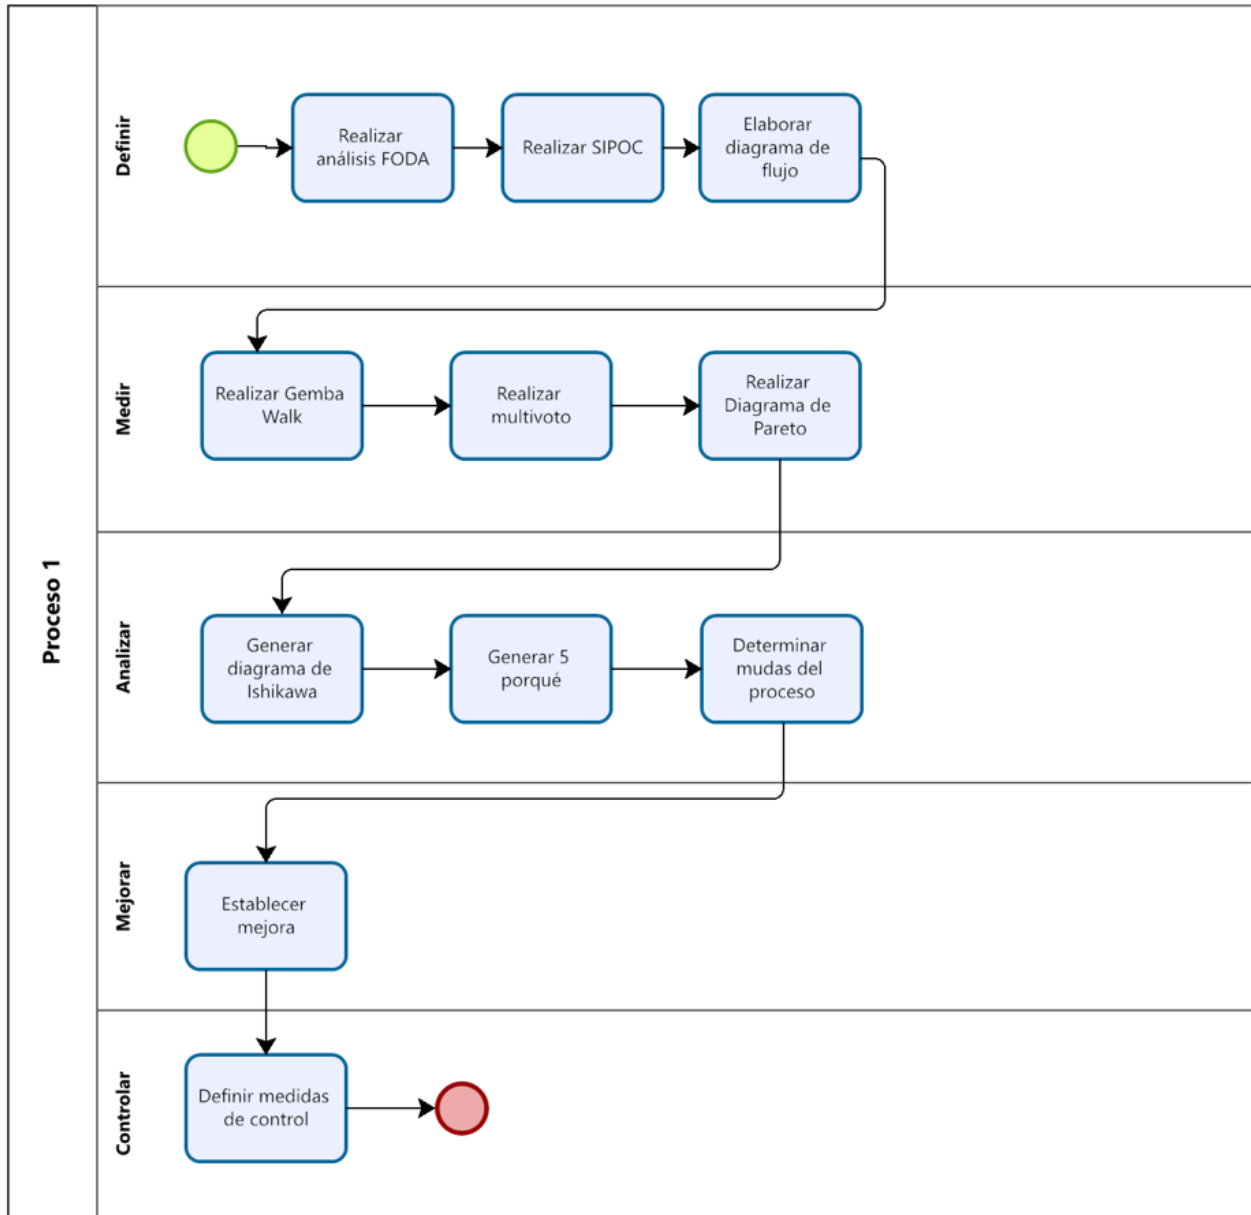 Proceso 1
Definir
Realizar
análisis FODA
Realizar SIPOC
Elaborar
diagrama de
flujo
Medir
Realizar Gemba
Walk
Realizar
multivoto
Realizar
Diagrama de
Pareto
Analizar
Generar
diagrama de
Ishikawa
Generar 5
porqué
Determinar
mudas del
proceso
Mejorar
Establecer
mejora
Controlar
Definir medidas
de control